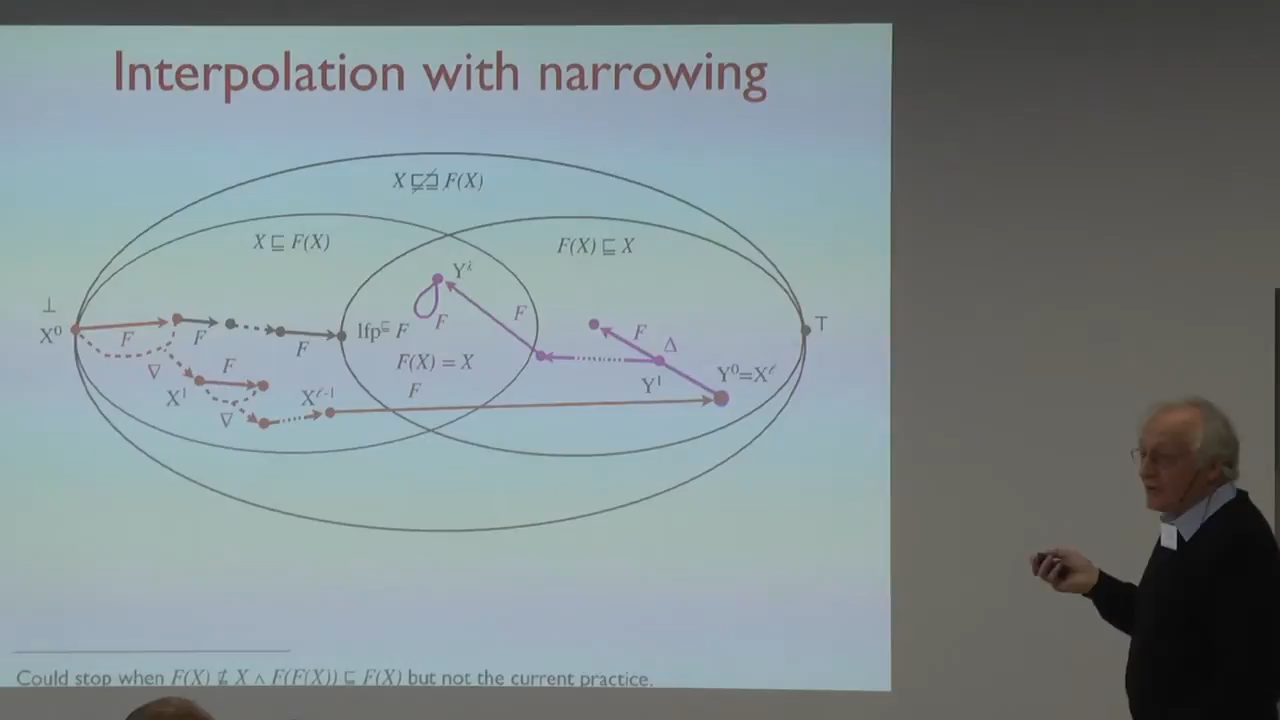 Interpolation with narrowing
X ⋢⋣ F(X)
X ⊑ F(X)
F(X) ⊑ X
⊥
X⁰
F
F
F
∇
X¹
F
∇
Xˡ⁻¹
lfp⊑ F
F(X) = X
F
Yᵏ
F
F
F
Δ
Y¹
Y⁰=Xˡ
⊤
Could stop when F(X) ⋢ X ∧ F(F(X)) ⊑ F(X) but not the current practice.